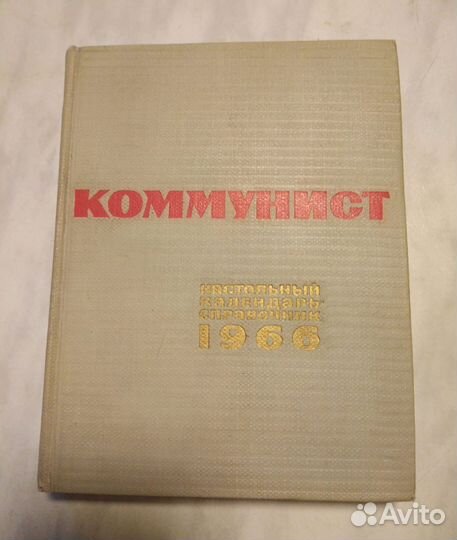 КОММУНИСТ
НАСТОЛЬНЫЙ
КАЛЕНДАРЬ-
СПРАВОЧНИК
1966
Avito